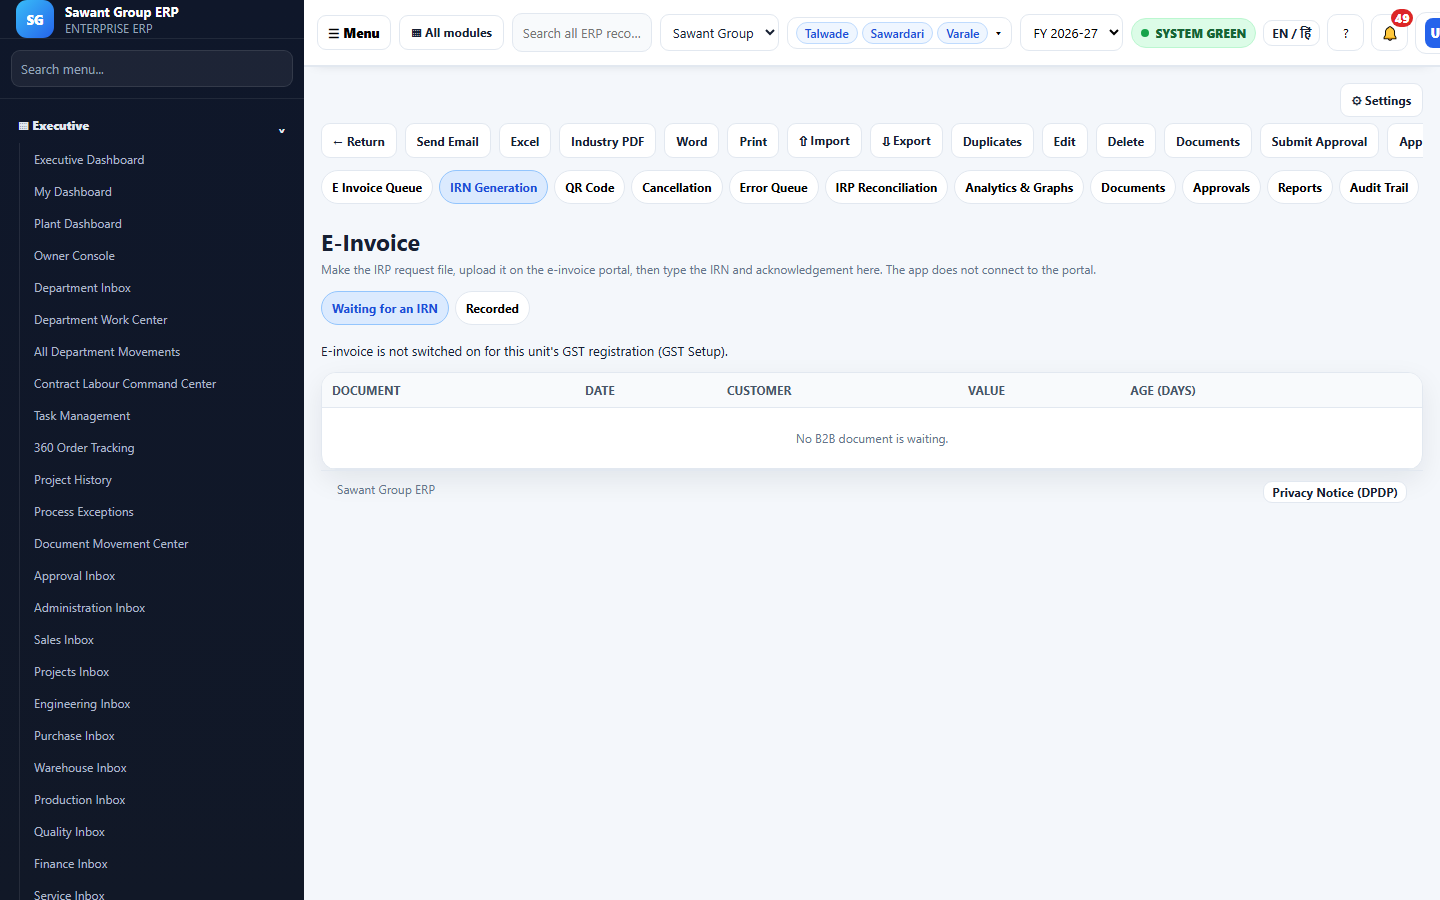 SG
Sawant Group ERP
ENTERPRISE ERP
Search menu...
Executive
Executive Dashboard
My Dashboard
Plant Dashboard
Owner Console
Department Inbox
Department Work Center
All Department Movements
Contract Labour Command Center
Task Management
360 Order Tracking
Project History
Process Exceptions
Document Movement Center
Approval Inbox
Administration Inbox
Sales Inbox
Projects Inbox
Engineering Inbox
Purchase Inbox
Warehouse Inbox
Production Inbox
Quality Inbox
Finance Inbox
Service Inbox
☰ Menu
All modules
Search all ERP reco...
Sawant Group
Talwade Sawardari Varale
FY 2026-27
SYSTEM GREEN
EN / हिं
?
49
U
⚙ Settings
← Return Send Email Excel Industry PDF Word Print ⇧ Import ⇩ Export Duplicates Edit Delete Documents Submit Approval App
E Invoice Queue IRN Generation QR Code Cancellation Error Queue IRP Reconciliation Analytics & Graphs Documents Approvals Reports Audit Trail
E-Invoice
Make the IRP request file, upload it on the e-invoice portal, then type the IRN and acknowledgement here. The app does not connect to the portal.
Waiting for an IRN Recorded
E-invoice is not switched on for this unit's GST registration (GST Setup).
DOCUMENT DATE CUSTOMER VALUE AGE (DAYS)
No B2B document is waiting.
Sawant Group ERP
Privacy Notice (DPDP)